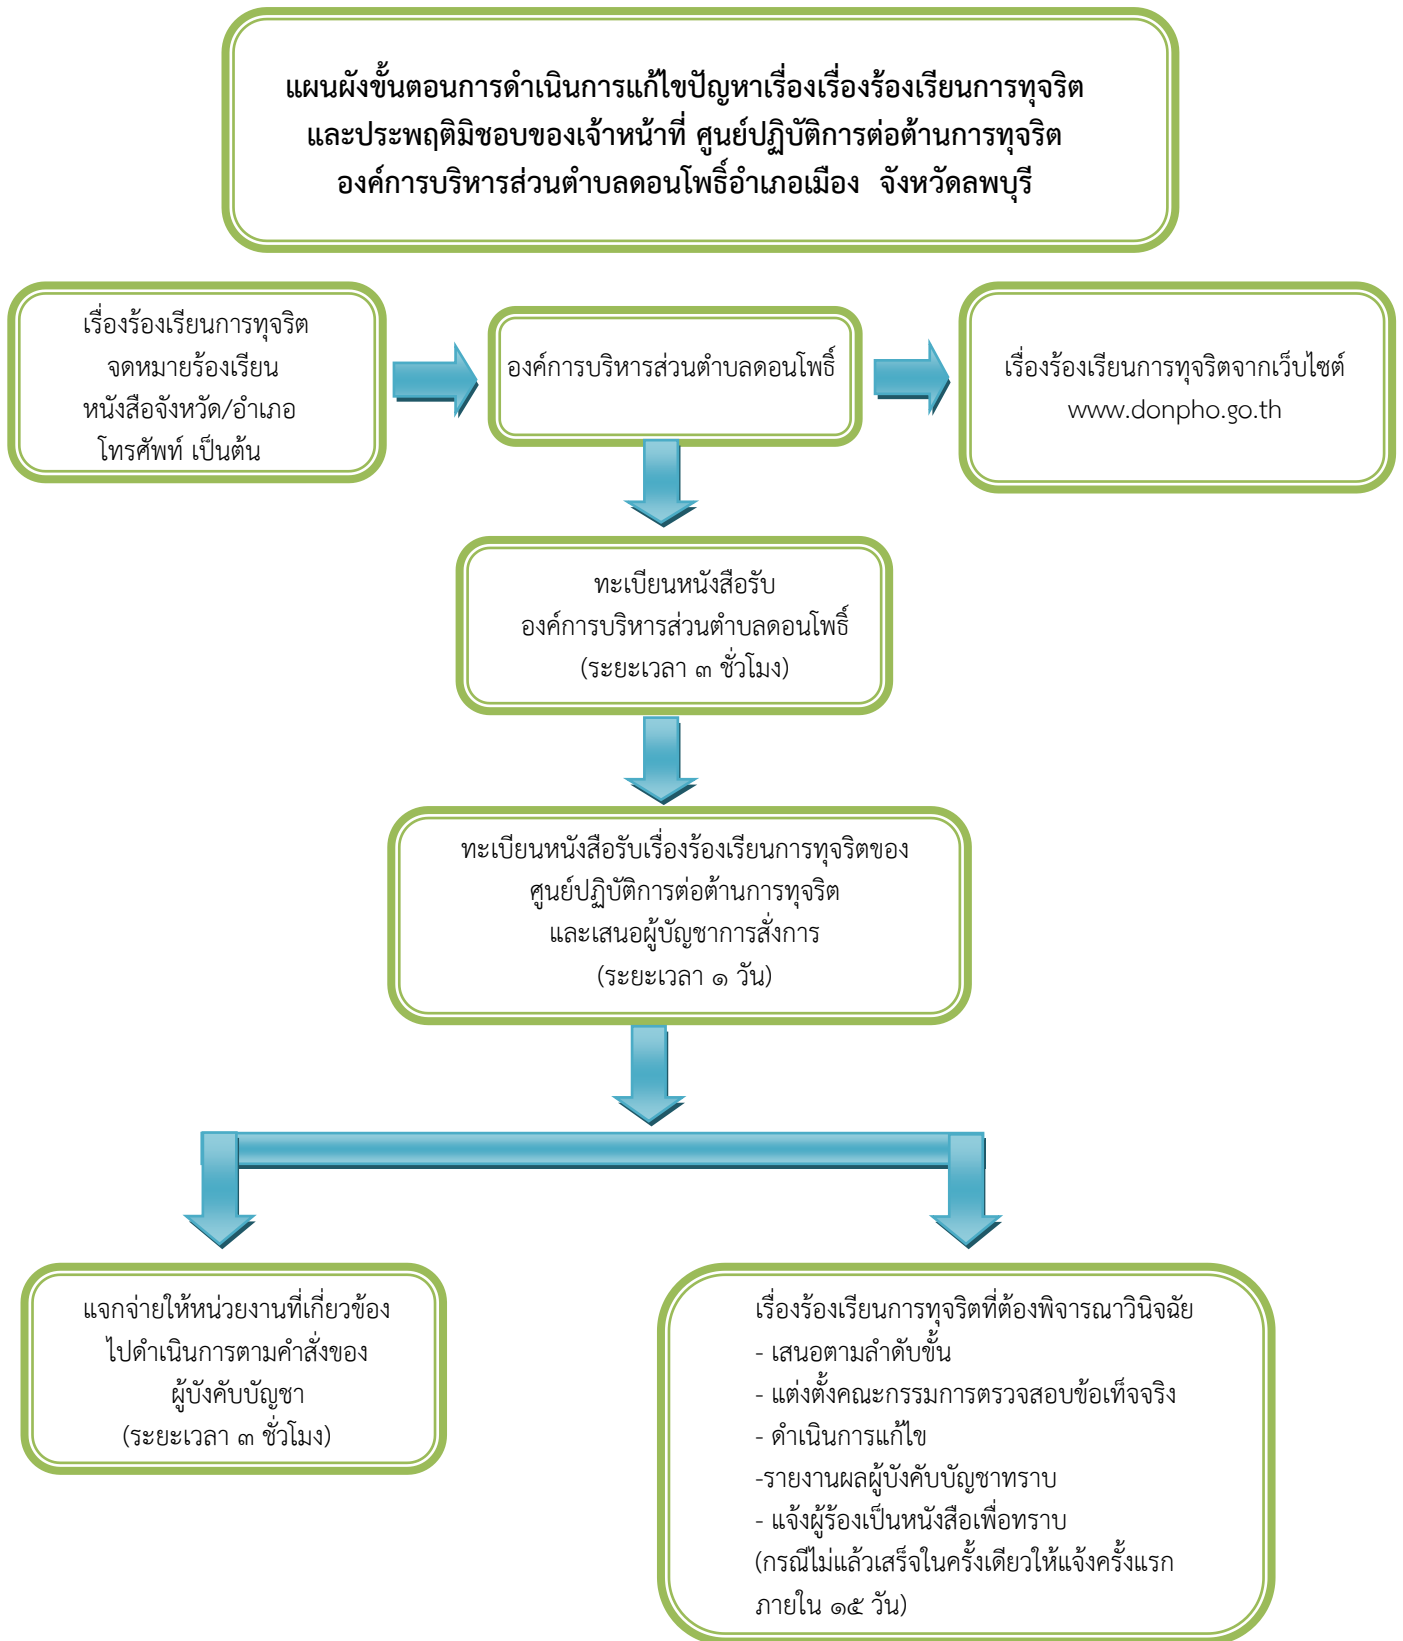 แผนผังขั้นตอนการดำเนินการแก้ไขปัญหาเรื่องเรื่องร้องเรียนการทุจริต
และประพฤติมิชอบของเจ้าหน้าที่ ศูนย์ปฏิบัติการต่อต้านการทุจริต
องค์การบริหารส่วนตำบลดอนโพธิ์อำเภอเมือง จังหวัดลพบุรี
เรื่องร้องเรียนการทุจริต
จดหมายร้องเรียน
หนังสือจังหวัด/อำเภอ
โทรศัพท์ เป็นต้น
องค์การบริหารส่วนตำบลดอนโพธิ์
เรื่องร้องเรียนการทุจริตจากเว็บไซต์
www.donpho.go.th
ทะเบียนหนังสือรับ
องค์การบริหารส่วนตำบลดอนโพธิ์
(ระยะเวลา ๓ ชั่วโมง)
ทะเบียนหนังสือรับเรื่องร้องเรียนการทุจริตของ
ศูนย์ปฏิบัติการต่อต้านการทุจริต
และเสนอผู้บัญชาการสั่งการ
(ระยะเวลา ๑ วัน)
แจกจ่ายให้หน่วยงานที่เกี่ยวข้อง
ไปดำเนินการตามคำสั่งของ
ผู้บังคับบัญชา
(ระยะเวลา ๓ ชั่วโมง)
เรื่องร้องเรียนการทุจริตที่ต้องพิจารณาวินิจฉัย
- เสนอตามลำดับขั้น
- แต่งตั้งคณะกรรมการตรวจสอบข้อเท็จจริง
- ดำเนินการแก้ไข
-รายงานผลผู้บังคับบัญชาทราบ
- แจ้งผู้ร้องเป็นหนังสือเพื่อทราบ
(กรณีไม่แล้วเสร็จในครั้งเดียวให้แจ้งครั้งแรก
ภายใน ๑๕ วัน)